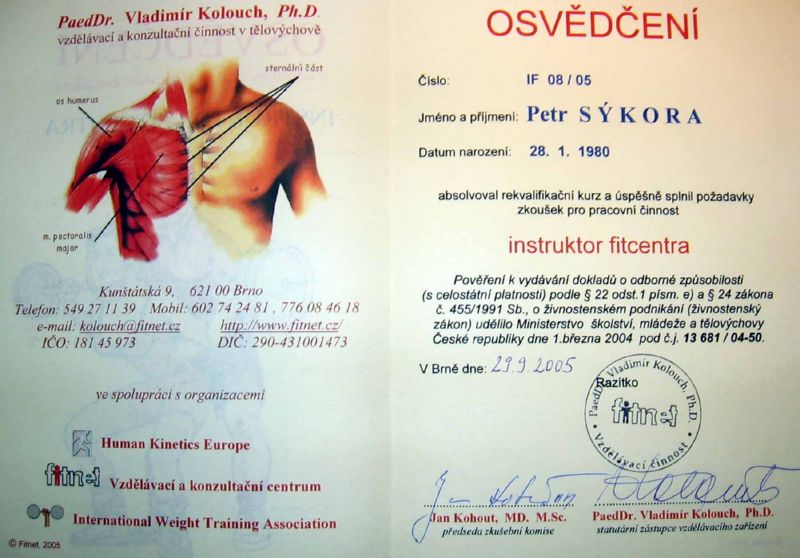 PaedDr. Vladimír Kolouch, Ph.D.
vzdělávací a konzultační činnost v tělovýchově
sternální část
os humerus
m. pectoralis
major
Kunštátská 9, 621 00 Brno
Telefon: 549 27 11 39 Mobil: 602 74 24 81 , 776 08 46 18
e-mail: kolouch@fitnet.cz http://www.fitnet.cz/
IČO: 181 45 973 DIČ: 290-431001473
ve spolupráci s organizacemi
Human Kinetics Europe
fitnet Vzdělávací a konzultační centrum
International Weight Training Association
© Fitnet, 2005
OSVĚDČENÍ
Číslo: IF 08 / 05
Jméno a příjmení: Petr SÝKORA
Datum narození: 28. 1. 1980
absolvoval rekvalifikační kurz a úspěšně splnil požadavky
zkoušek pro pracovní činnost
instruktor fitcentra
Pověření k vydávání dokladů o odborné způsobilosti
(s celostátní platností) podle § 22 odst.1 písm. e) a § 24 zákona
č. 455/1991 Sb., o živnostenském podnikání (živnostenský
zákon) udělilo Ministerstvo školství, mládeže a tělovýchovy
České republiky dne 1.března 2004 pod č.j. 13 681 / 04-50.
V Brně dne: 29.9 2005
Razítko
PaedDr. Vladimír Kolouch, Ph.D.
fitnet
Vzdělávací činnost
Jan Kohout, MD. M.Sc.
předseda zkušební komise
PaedDr. Vladimír Kolouch, Ph.D.
statutární zástupce vzdělávacího zařízení